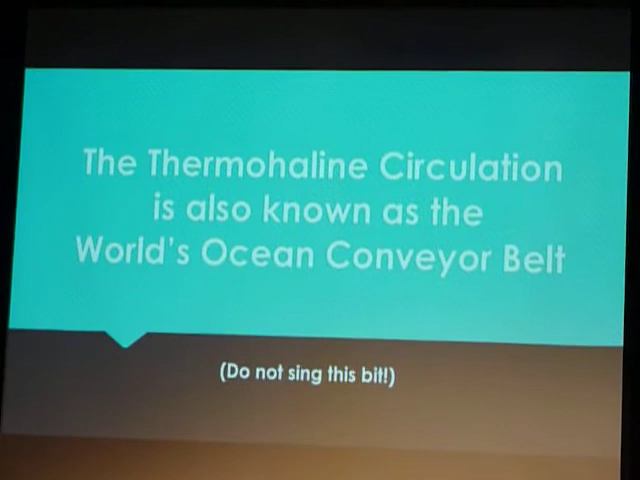 The Thermohaline Circulation
is also known as the
World's Ocean Conveyor Belt
(Do not sing this bit!)